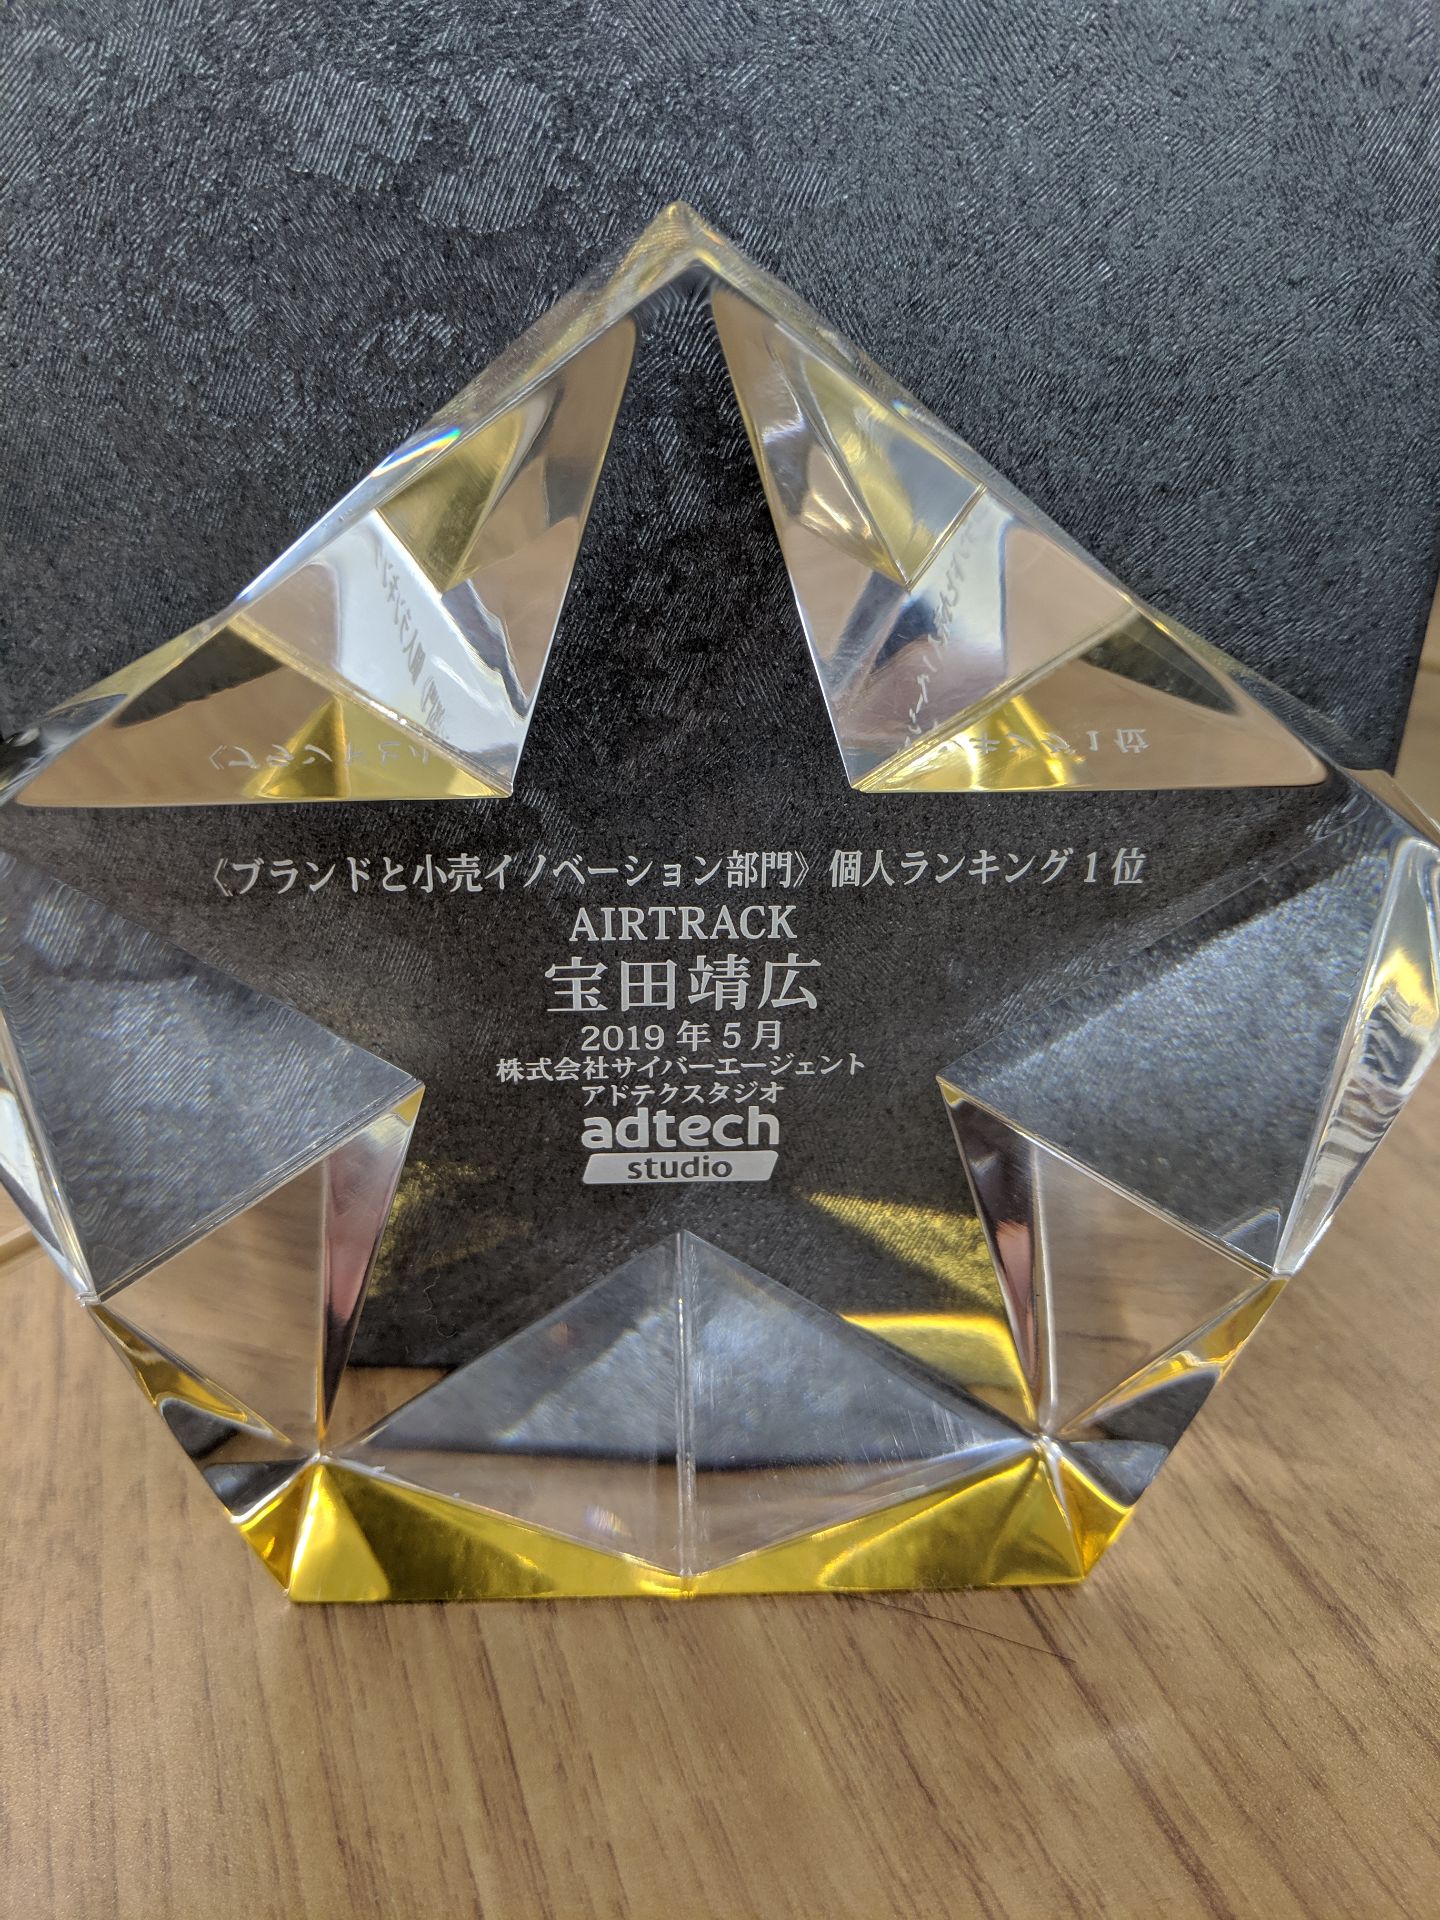 《ブランドと小売イノベーション部門》個人ランキング1位
AIRTRACK
宝田靖広
2019年5月
株式会社サイバーエージェント
アドテクスタジオ
adtech
studio